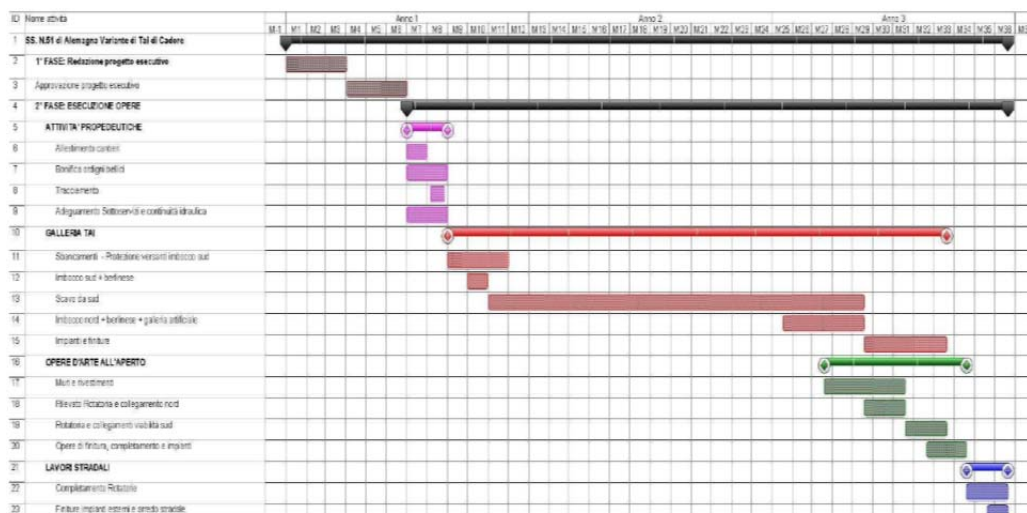 ID Nome attività Anno 1 Anno 2 Anno 3
M-1 M1 M2 M3 M4 M5 M6 M7 M8 M9 M10 M11 M12 M13 M14 M15 M16 M17 M18 M19 M20 M21 M22 M23 M24 M25 M26 M27 M28 M29 M30 M31 M32 M33 M34 M35 M36
1 SS. N.51 di Alemagna Variante di Tai di Cadore
2 1° FASE: Redazione progetto esecutivo
3 Approvazione progetto esecutivo
4 2° FASE: ESECUZIONE OPERE
5 ATTIVITA' PROPEDEUTICHE
6 Allestimento cantieri
7 Bonifica ordigni bellici
8 Tracciamento
9 Adeguamento Sottoservizi e continuità idraulica
10 GALLERIA TAI
11 Sbancamenti - Protezione versanti imbocco sud
12 Imbocco sud + berlinese
13 Scavo da sud
14 Imbocco nord + berlinese + galleria artificiale
15 Impianti e finiture
16 OPERE D'ARTE ALL'APERTO
17 Muri e rivestimenti
18 Rilevato Rotatoria e collegamento nord
19 Rotatoria e collegamenti viabilità sud
20 Opere di finitura, completamento e impianti
21 LAVORI STRADALI
22 Completamento Rotatorie
23 Finiture impianti esterni e arredo stradale